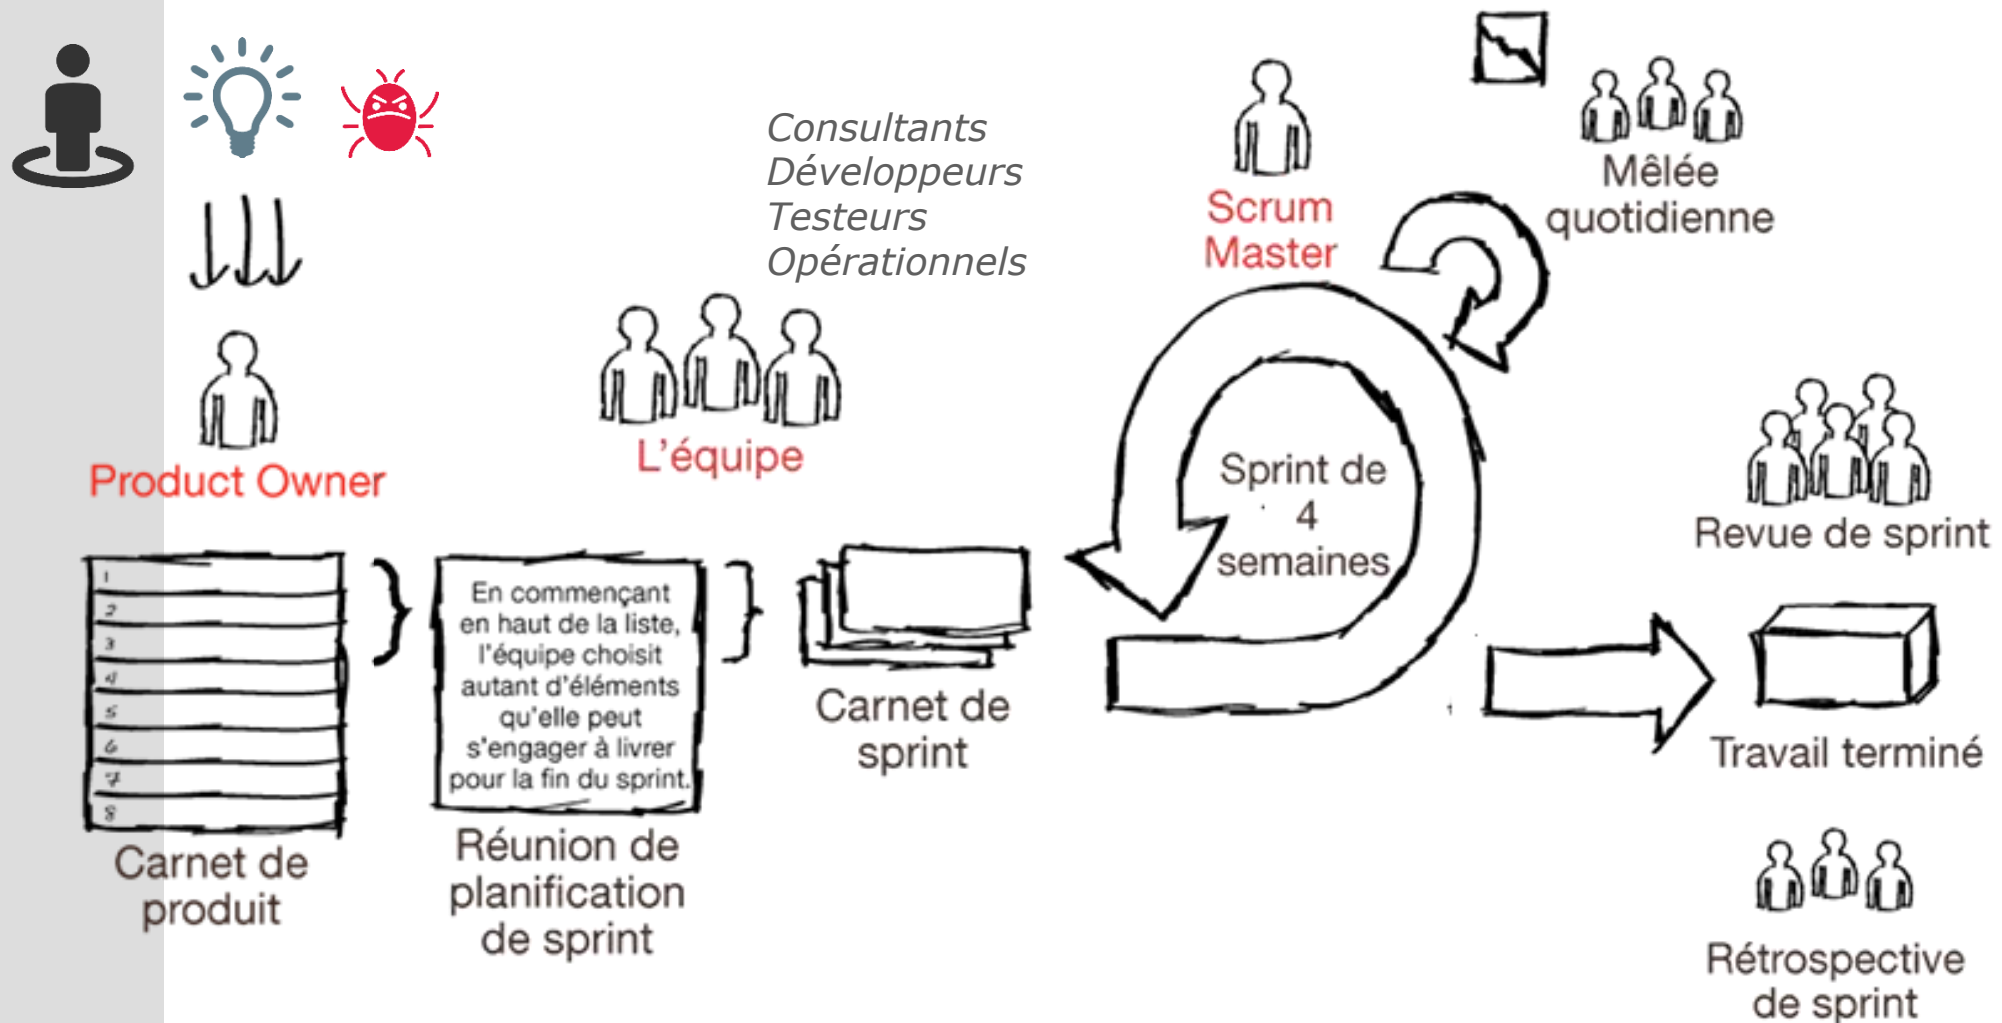 Consultants
Développeurs
Testeurs
Opérationnels
Scrum
Master
Mêlée
quotidienne
Product Owner
L'équipe
Sprint de
4
semaines
Revue de sprint
1
2
3
4
5
6
7
8
Carnet de
produit
En commençant
en haut de la liste,
l'équipe choisit
autant d'éléments
qu'elle peut
s'engager à livrer
pour la fin du sprint.
Réunion de
planification
de sprint
Carnet de
sprint
Travail terminé
Rétrospective
de sprint